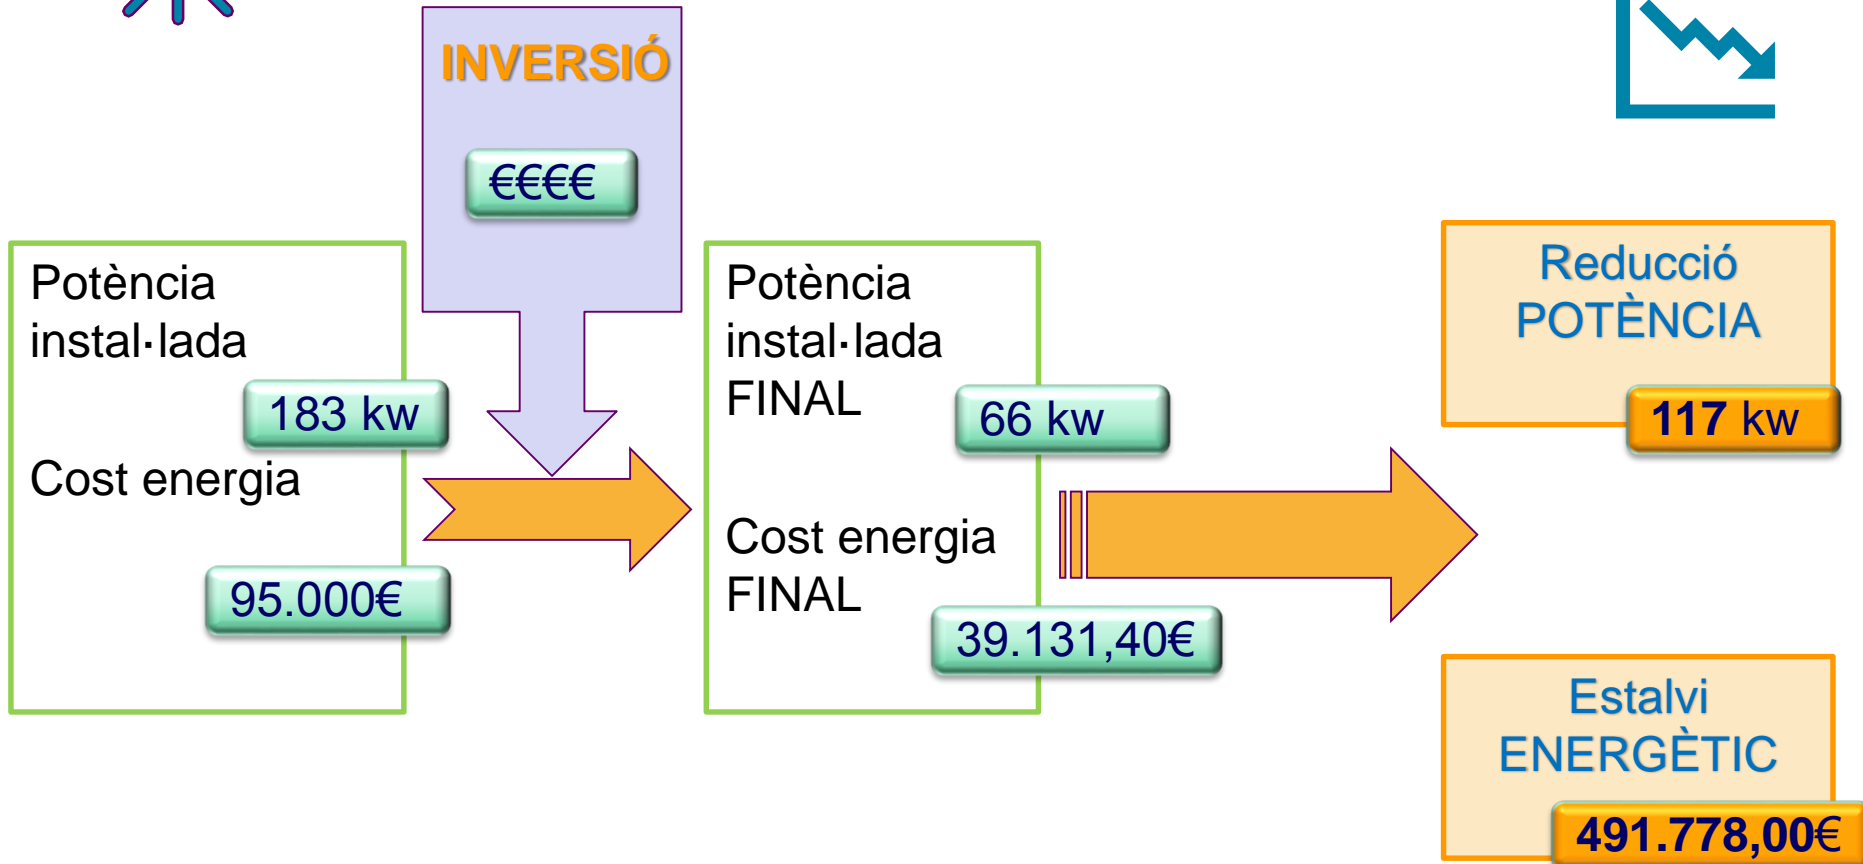 INVERSIÓ
€€€€
Potència
instal·lada
183 kw
Cost energia
95.000€
Potència
instal·lada
FINAL
66 kw
Cost energia
FINAL
39.131,40€
Reducció
POTÈNCIA
117 kw
Estalvi
ENERGÈTIC
491.778,00€